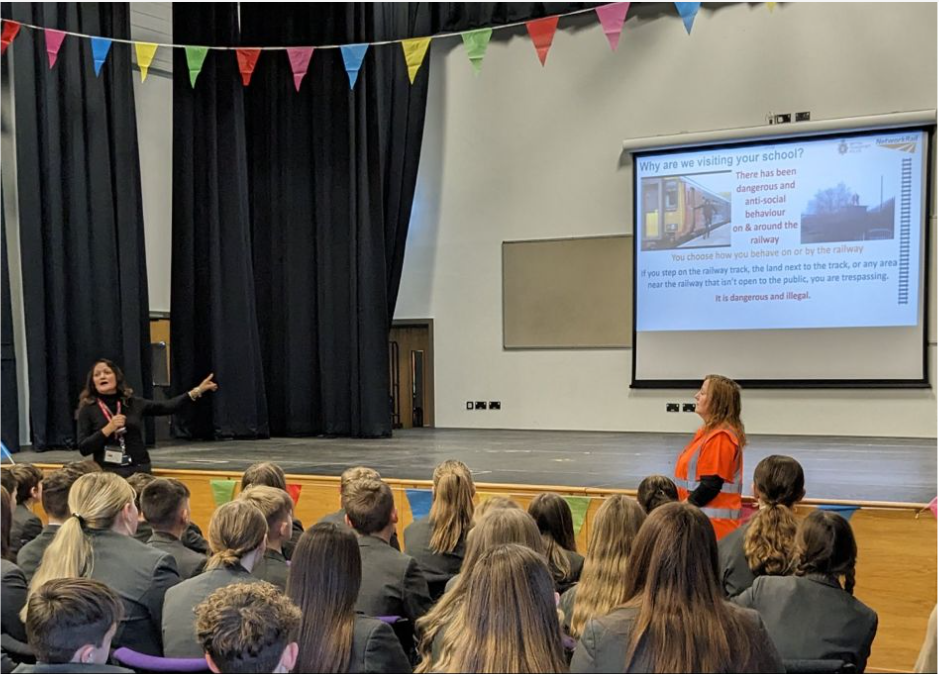 BRITISH
TRANSPORT
POLICE
NetworkRail
Why are we visiting your school?
There has been
dangerous and
anti-social
behaviour
on & around the
railway
You choose how you behave on or by the railway
If you step on the railway track, the land next to the track, or any area
near the railway that isn't open to the public, you are trespassing.
It is dangerous and illegal.